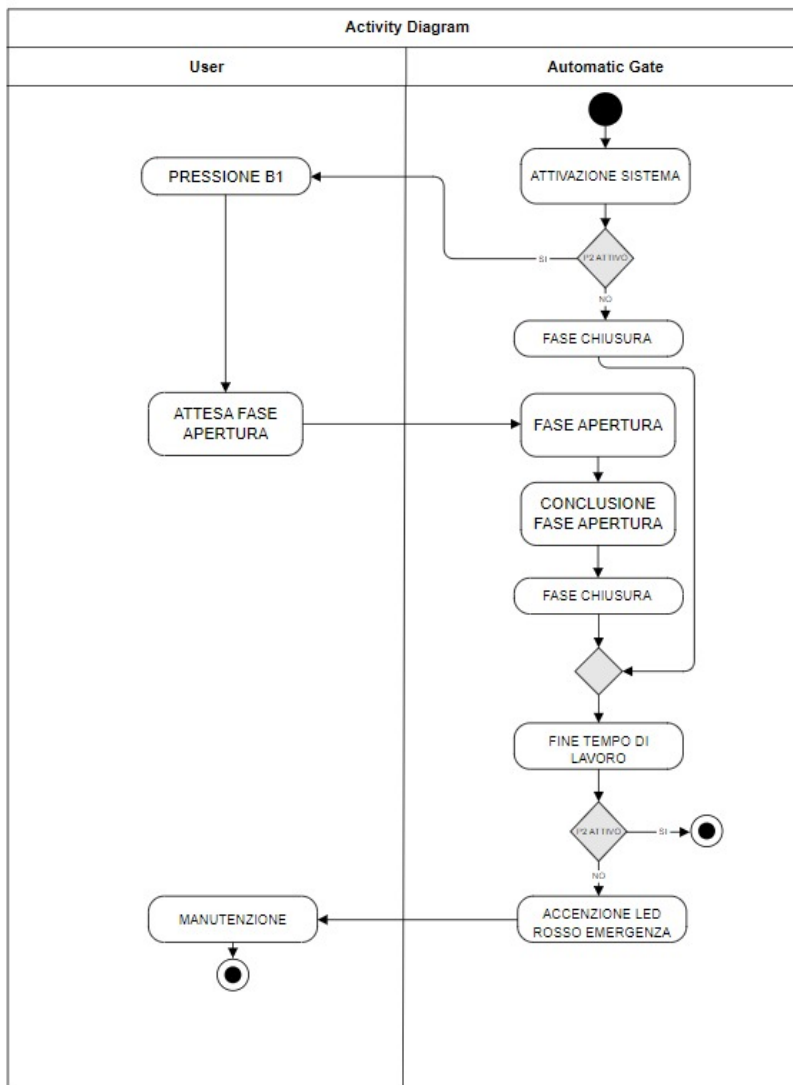 Activity Diagram
User
Automatic Gate
ATTIVAZIONE SISTEMA
PRESSIONE B1
P2 ATTIVO
SI
NO
FASE CHIUSURA
ATTESA FASE
APERTURA
FASE APERTURA
CONCLUSIONE
FASE APERTURA
FASE CHIUSURA
FINE TEMPO DI
LAVORO
P2 ATTIVO
SI
NO
MANUTENZIONE
ACCENZIONE LED
ROSSO EMERGENZA